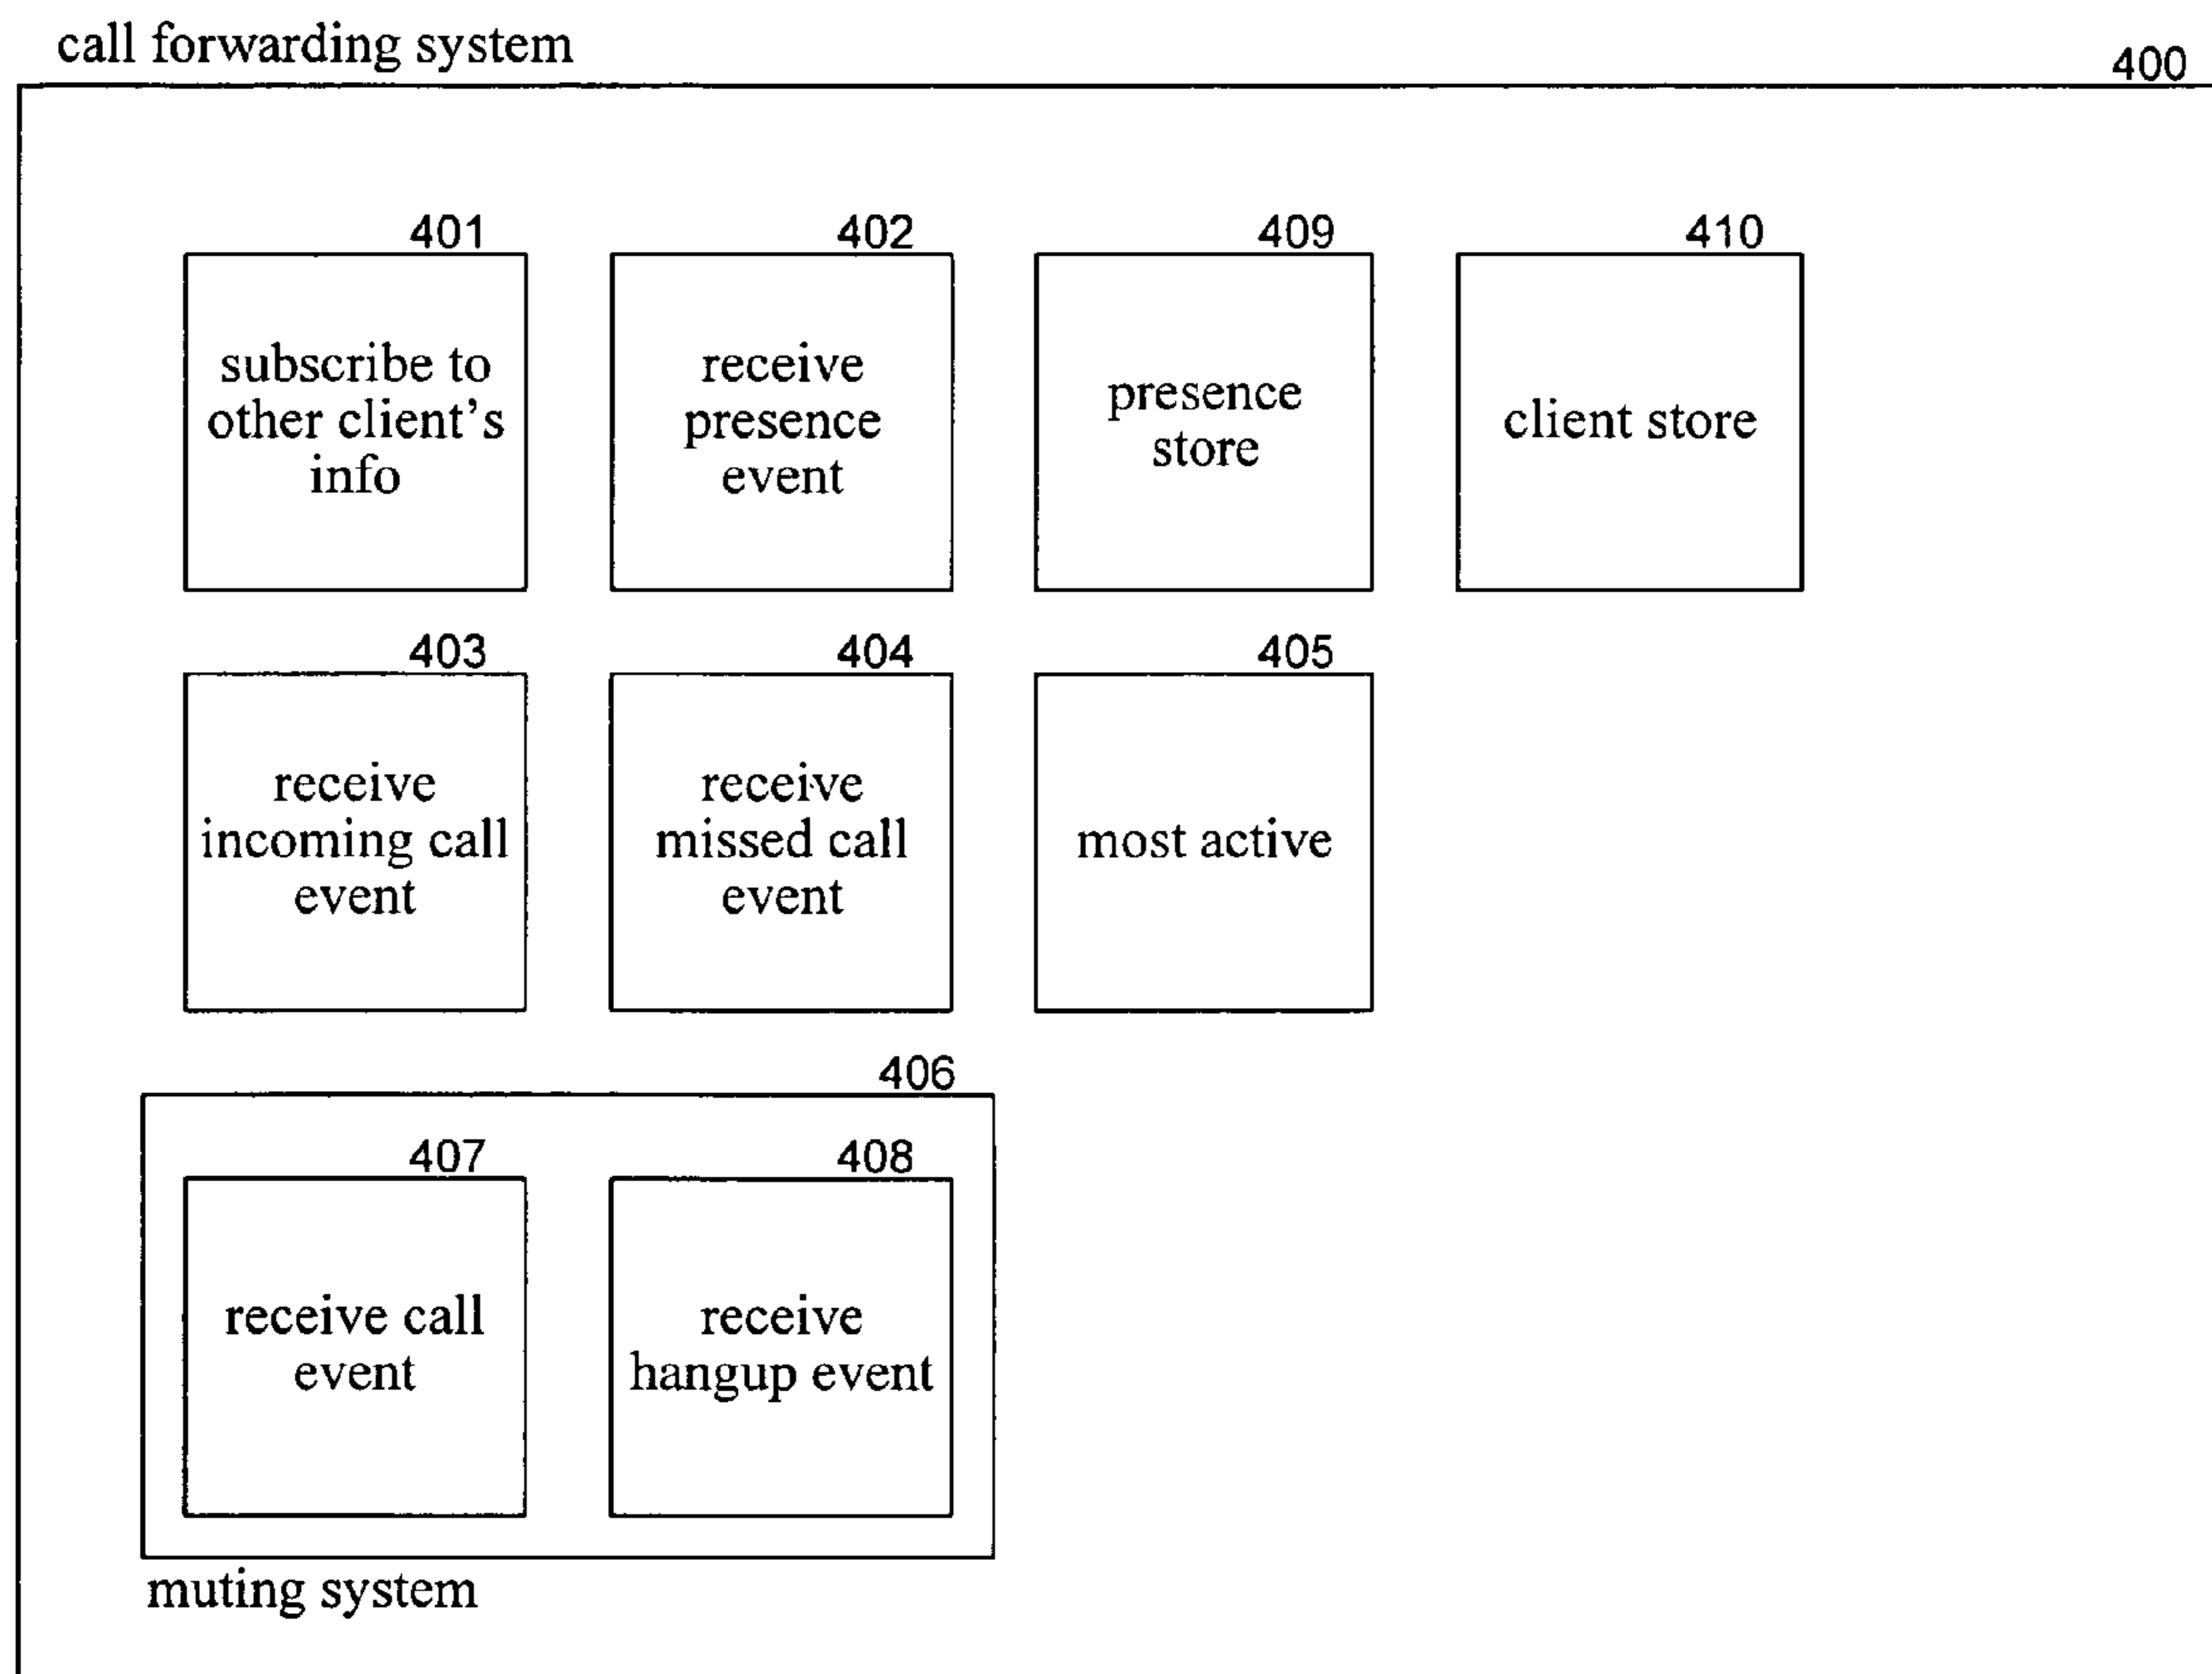 call forwarding system
400
401
402
409
410
subscribe to
other client's
info
receive
presence
event
presence
store
client store
403
404
405
receive
incoming call
event
receive
missed call
event
most active
406
407
408
receive call
event
receive
hangup event
muting system